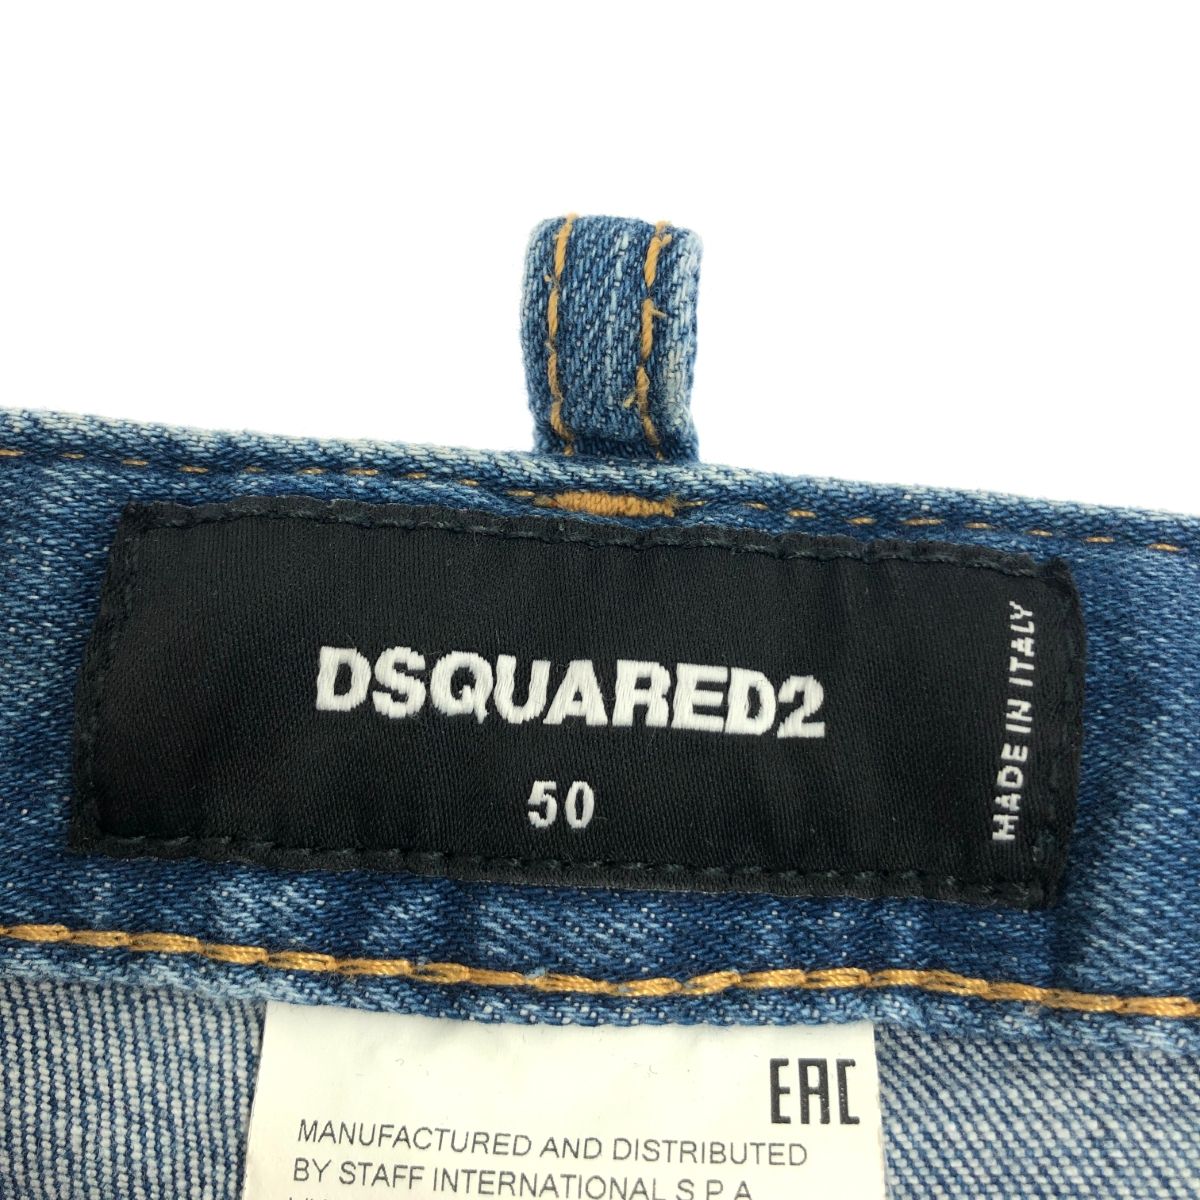 DSQUARED2
50
MADE IN ITALY
EAC
MANUFACTURED AND DISTRIBUTED
BY STAFF INTERNATIONAL S.P.A